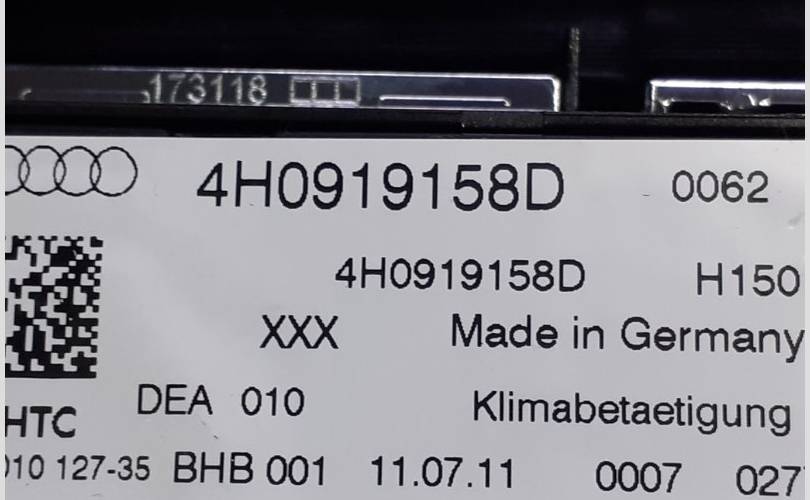 173118
4H0919158D 0062
4H0919158D H150
XXX Made in Germany
DEA 010 Klimabetaetigung
HTC
010 127-35 BHB 001 11.07.11 0007 027